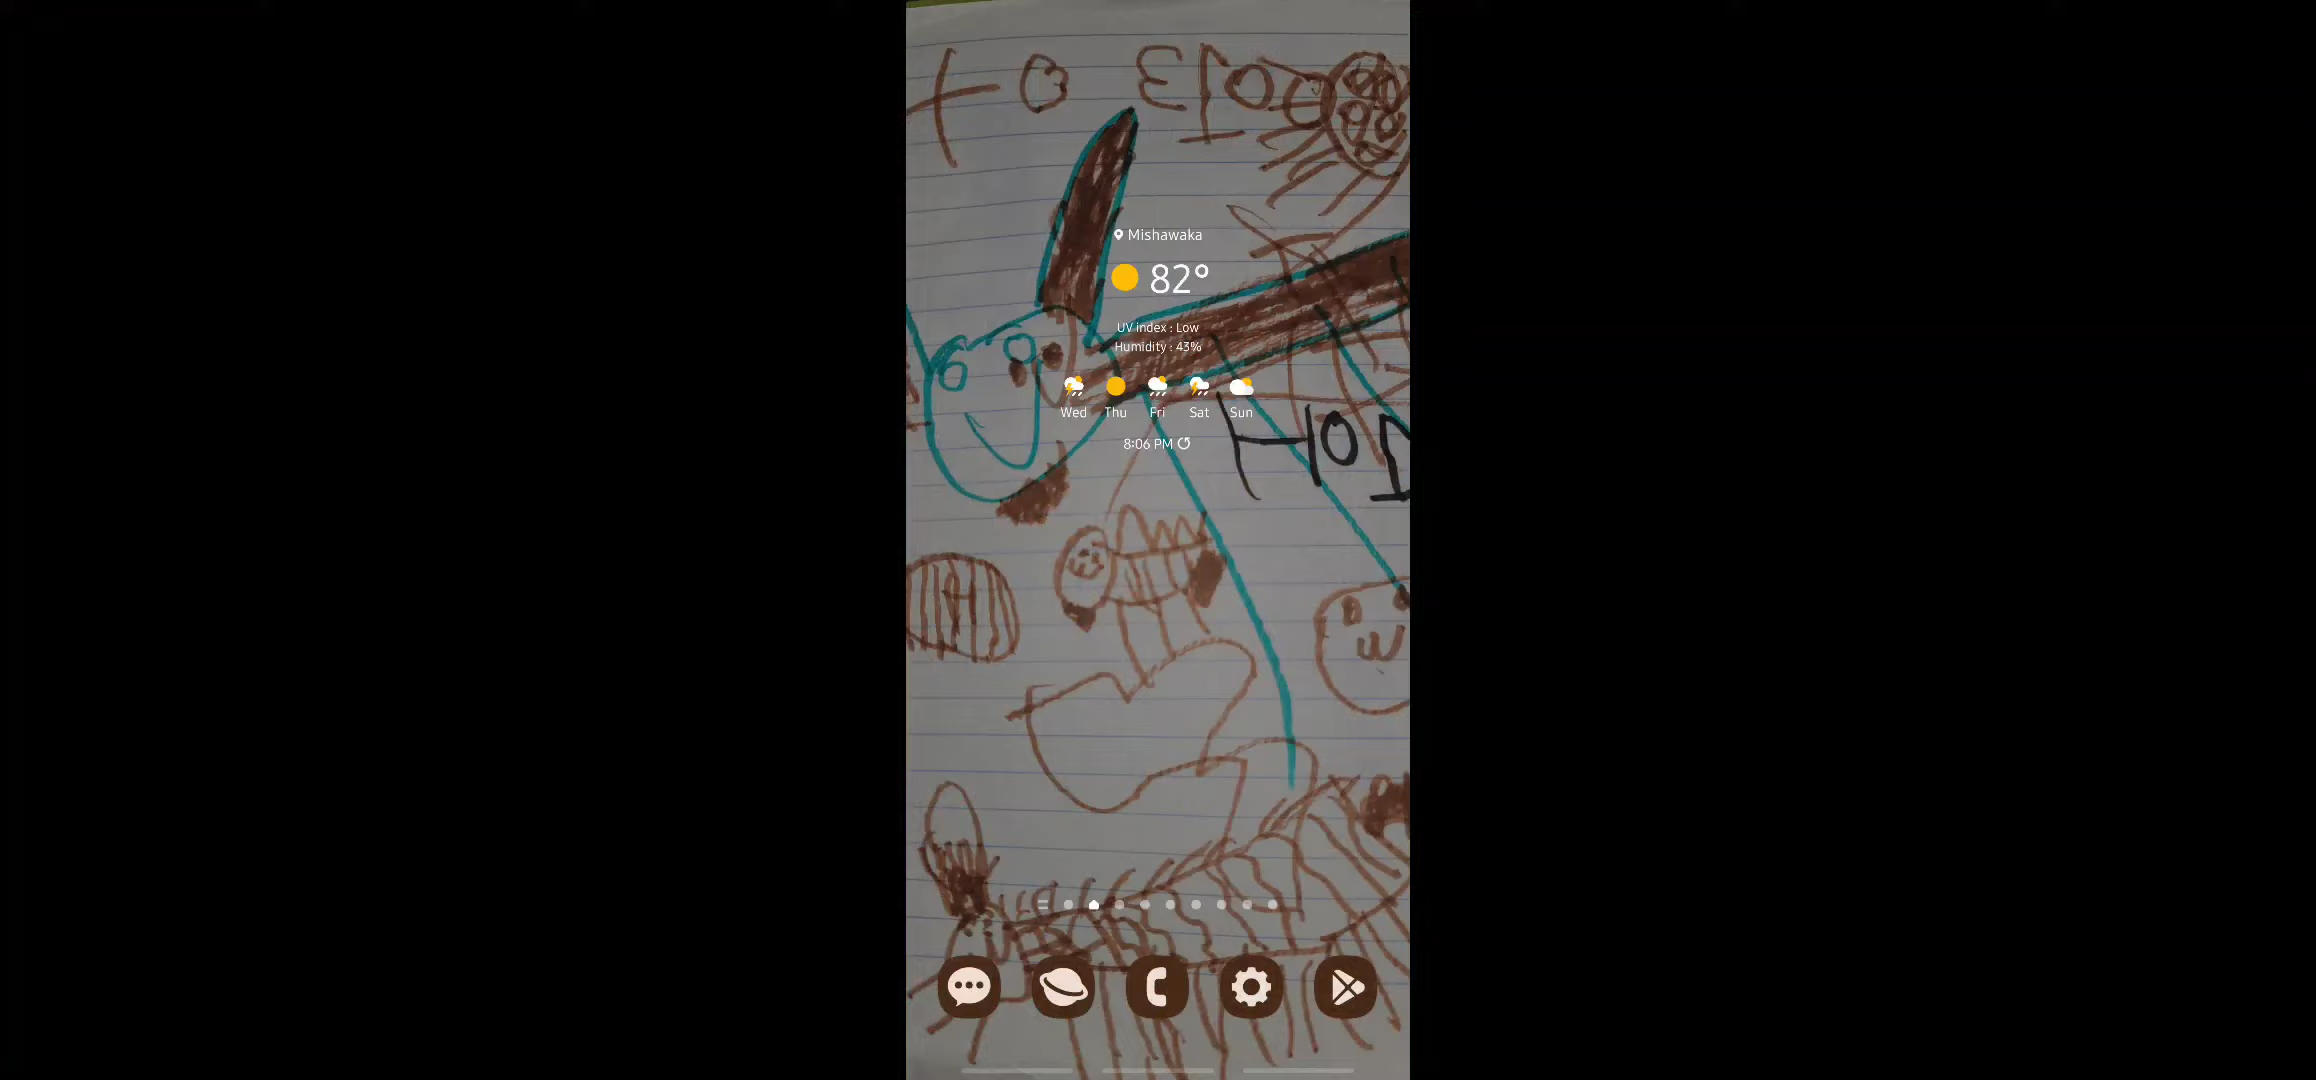 Mishawaka
82°
UV index : Low
Humidity : 43%
Wed Thu Fri Sat Sun
8:06 PM